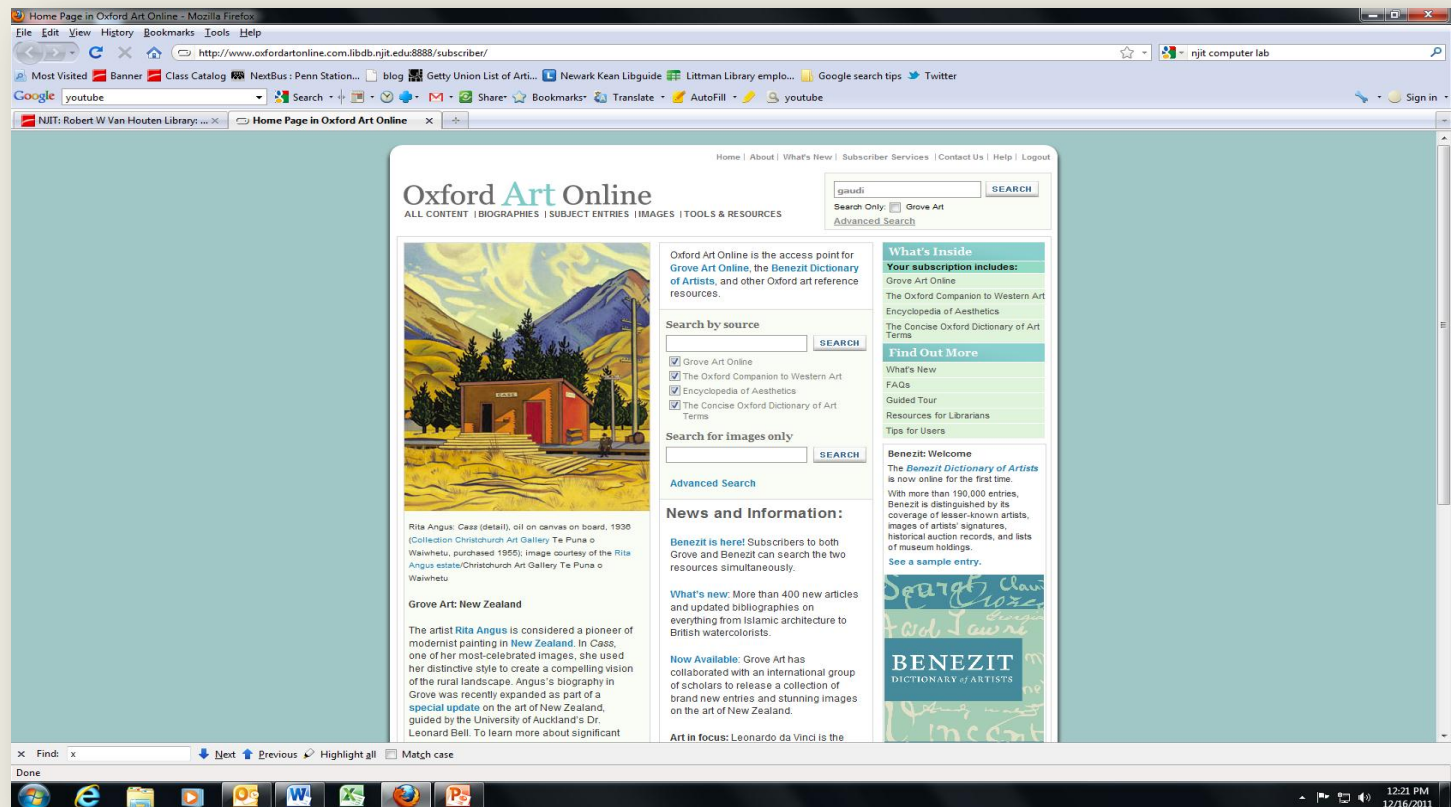 Home Page in Oxford Art Online - Mozilla Firefox
File Edit View History Bookmarks Tools Help
http://www.oxfordartonline.com.libdb.njit.edu:8888/subscriber/
njit computer lab
Most Visited Banner Class Catalog NextBus : Penn Station... blog Getty Union List of Arti... Newark Kean Libguide Littman Library emplo... Google search tips Twitter
Google youtube Search Share Bookmarks Translate AutoFill youtube Sign in
NJIT: Robert W Van Houten Library: ... Home Page in Oxford Art Online
Home | About | What's New | Subscriber Services | Contact Us | Help | Logout
Oxford Art Online
ALL CONTENT | BIOGRAPHIES | SUBJECT ENTRIES | IMAGES | TOOLS & RESOURCES
gaudi SEARCH
Search Only: Grove Art
Advanced Search
CASS
Rita Angus: Cass (detail), oil on canvas on board, 1936
(Collection Christchurch Art Gallery Te Puna o
Waiwhetu, purchased 1955); image courtesy of the Rita
Angus estate/Christchurch Art Gallery Te Puna o
Waiwhetu
Grove Art: New Zealand
The artist Rita Angus is considered a pioneer of
modernist painting in New Zealand. In Cass,
one of her most-celebrated images, she used
her distinctive style to create a compelling vision
of the rural landscape. Angus's biography in
Grove was recently expanded as part of a
special update on the art of New Zealand,
guided by the University of Auckland's Dr.
Leonard Bell. To learn more about significant
Oxford Art Online is the access point for
Grove Art Online, the Benezit Dictionary
of Artists, and other Oxford art reference
resources.
Search by source
SEARCH
Grove Art Online
The Oxford Companion to Western Art
Encyclopedia of Aesthetics
The Concise Oxford Dictionary of Art
Terms
Search for images only
SEARCH
Advanced Search
News and Information:
Benezit is here! Subscribers to both
Grove and Benezit can search the two
resources simultaneously.
What's new: More than 400 new articles
and updated bibliographies on
everything from Islamic architecture to
British watercolorists.
Now Available: Grove Art has
collaborated with an international group
of scholars to release a collection of
brand new entries and stunning images
on the art of New Zealand.
Art in focus: Leonardo da Vinci is the
What's Inside
Your subscription includes:
Grove Art Online
The Oxford Companion to Western Art
Encyclopedia of Aesthetics
The Concise Oxford Dictionary of Art
Terms
Find Out More
What's New
FAQs
Guided Tour
Resources for Librarians
Tips for Users
Benezit: Welcome
The Benezit Dictionary of Artists
is now online for the first time.
With more than 190,000 entries,
Benezit is distinguished by its
coverage of lesser-known artists,
images of artists' signatures,
historical auction records, and lists
of museum holdings.
See a sample entry.
BENEZIT
DICTIONARY of ARTISTS
Find: x Next Previous Highlight all Match case
Done
12:21 PM
12/16/2011